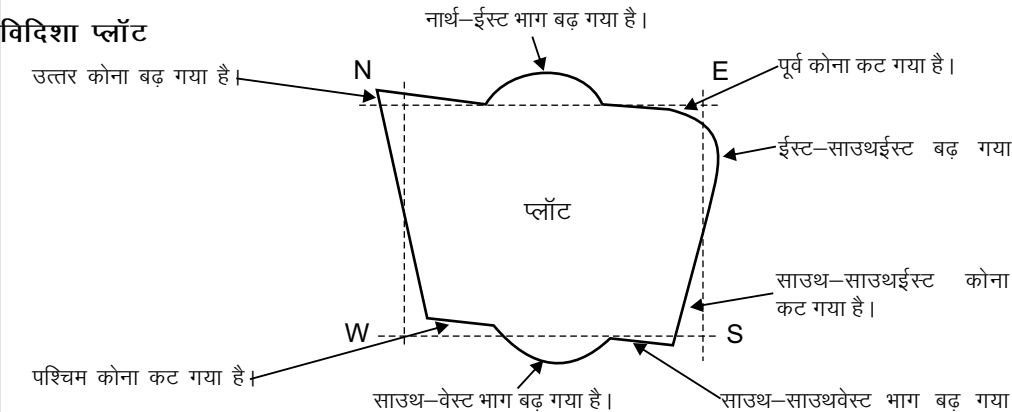 विदिशा प्लॉट
नार्थ–ईस्ट भाग बढ़ गया है।
उत्तर कोना बढ़ गया है।
N
E
पूर्व कोना कट गया है।
ईस्ट–साउथईस्ट बढ़ गया
प्लॉट
साउथ–साउथईस्ट कोना
कट गया है।
W
S
पश्चिम कोना कट गया है।
साउथ–वेस्ट भाग बढ़ गया है।
साउथ–साउथवेस्ट भाग बढ़ गया